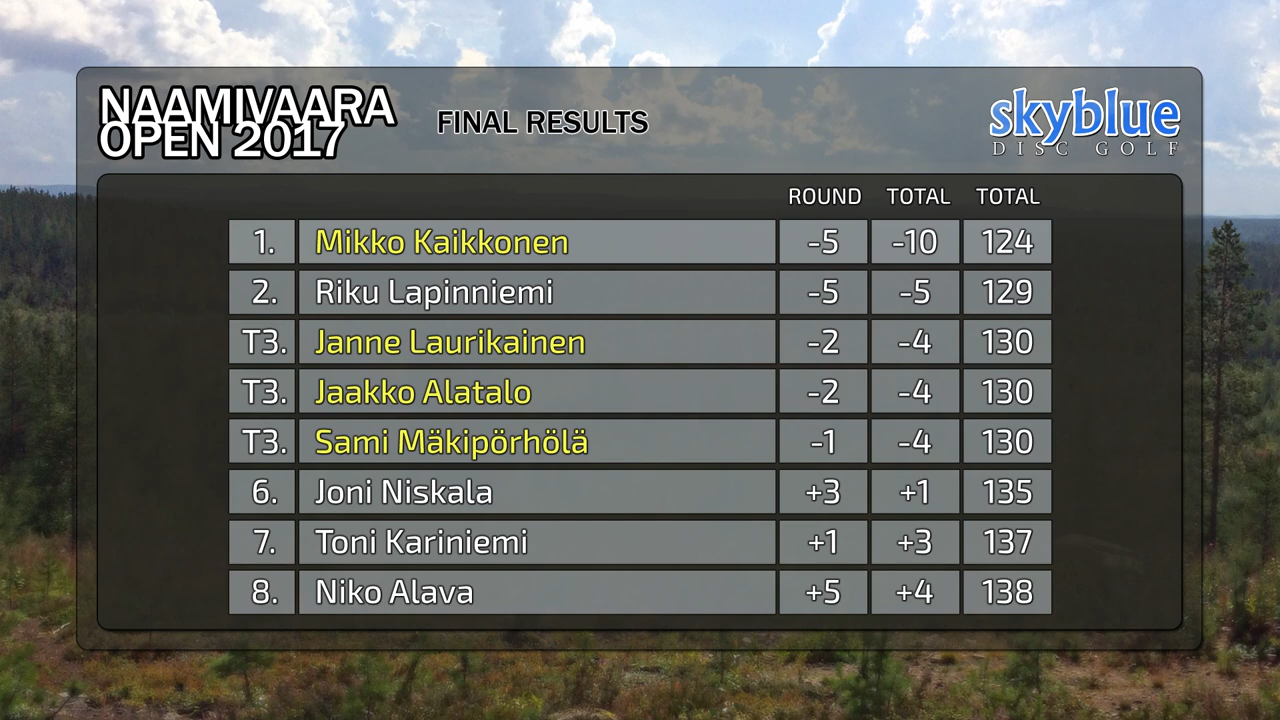 NAAMIVAARA
OPEN 2017
FINAL RESULTS
skyblue
DISC GOLF
ROUND TOTAL TOTAL
1. Mikko Kaikkonen -5 -10 124
2. Riku Lapinniemi -5 -5 129
T3. Janne Laurikainen -2 -4 130
T3. Jaakko Alatalo -2 -4 130
T3. Sami Mäkipörhölä -1 -4 130
6. Joni Niskala +3 +1 135
7. Toni Kariniemi +1 +3 137
8. Niko Alava +5 +4 138